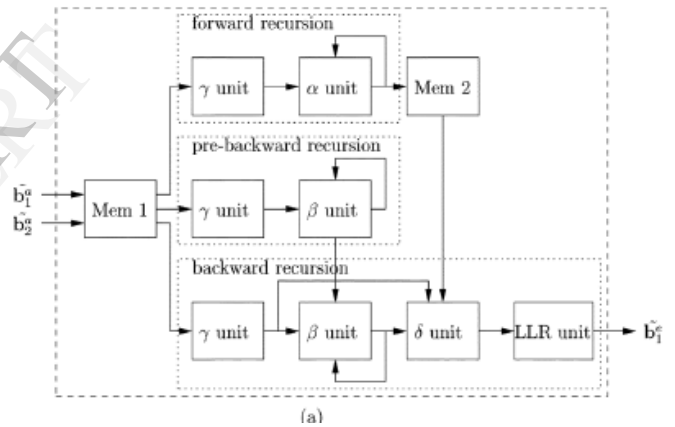 forward recursion
γ unit
α unit
Mem 2
pre-backward recursion
b̃₁ᵃ
b̃₂ᵃ
Mem 1
γ unit
β unit
backward recursion
γ unit
β unit
δ unit
LLR unit
b̃₁ᵉ
(a)